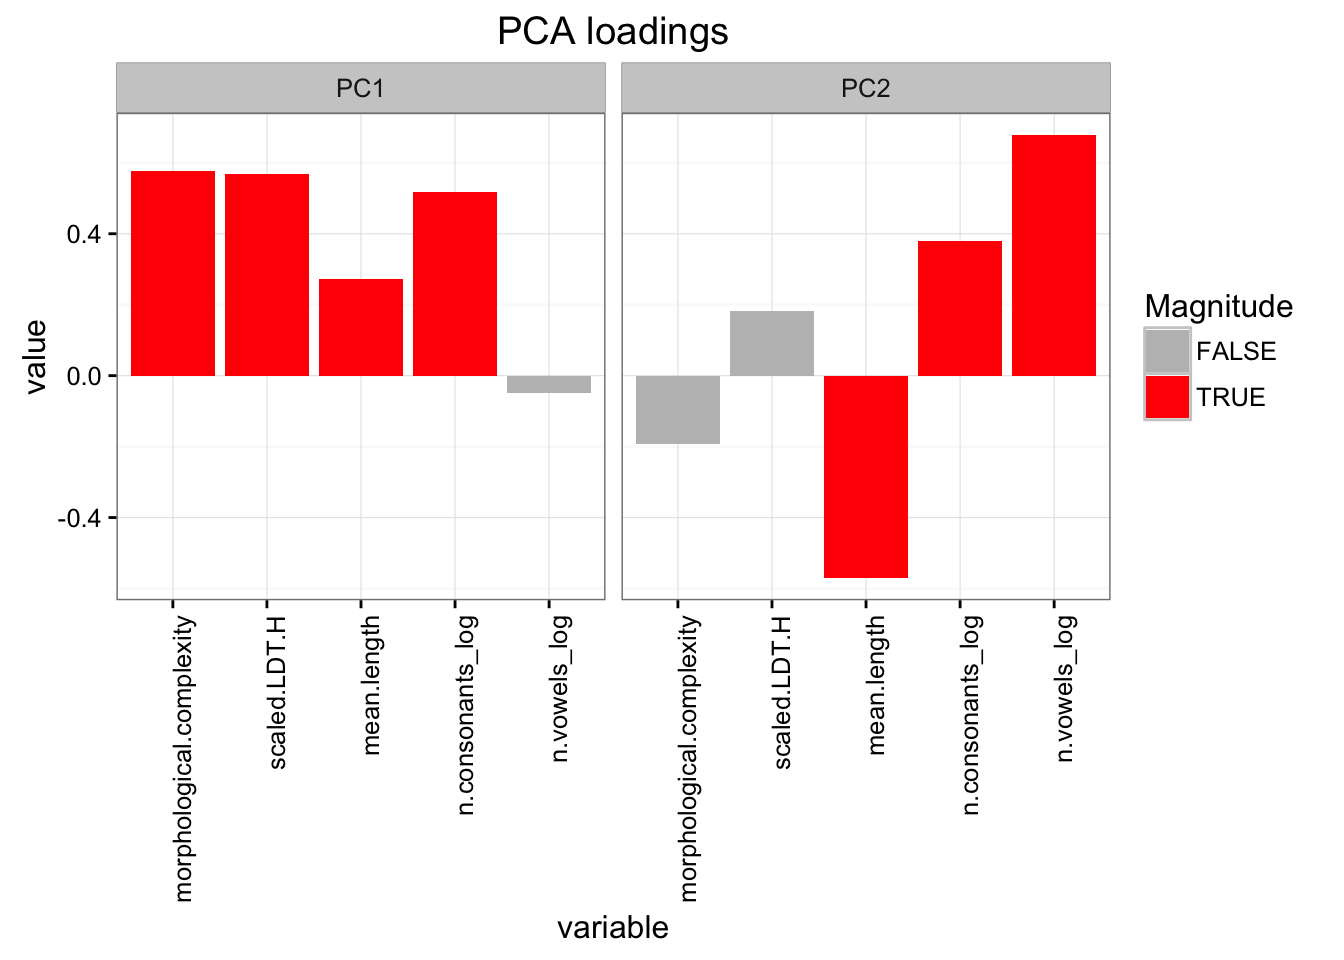 PCA loadings
PC1
PC2
value
0.4
0.0
-0.4
morphological.complexity
scaled.LDT.H
mean.length
n.consonants_log
n.vowels_log
morphological.complexity
scaled.LDT.H
mean.length
n.consonants_log
n.vowels_log
variable
Magnitude
FALSE
TRUE